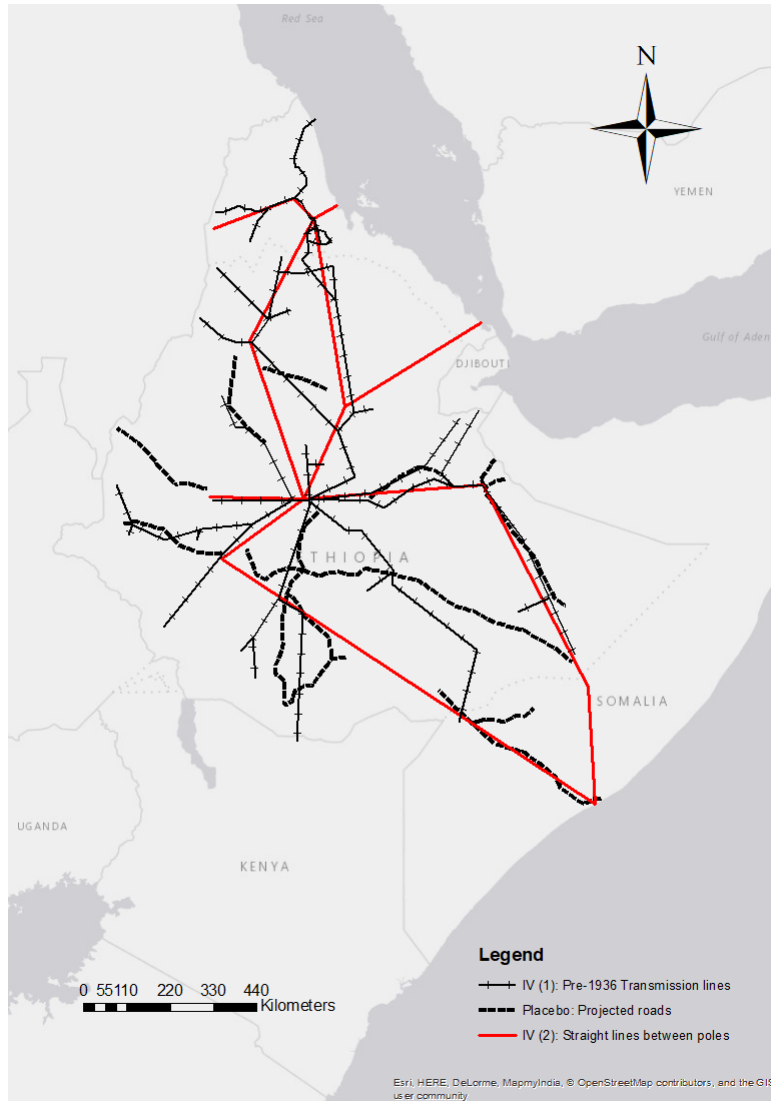 Red Sea
N
YEMEN
Gulf of Aden
DJIBOUTI
THIOPIA
SOMALIA
UGANDA
KENYA
Legend
IV (1): Pre-1936 Transmission lines
Placebo: Projected roads
IV (2): Straight lines between poles
0 55110 220 330 440
Kilometers
Esri, HERE, DeLorme, MapmyIndia, © OpenStreetMap contributors, and the GIS
user community